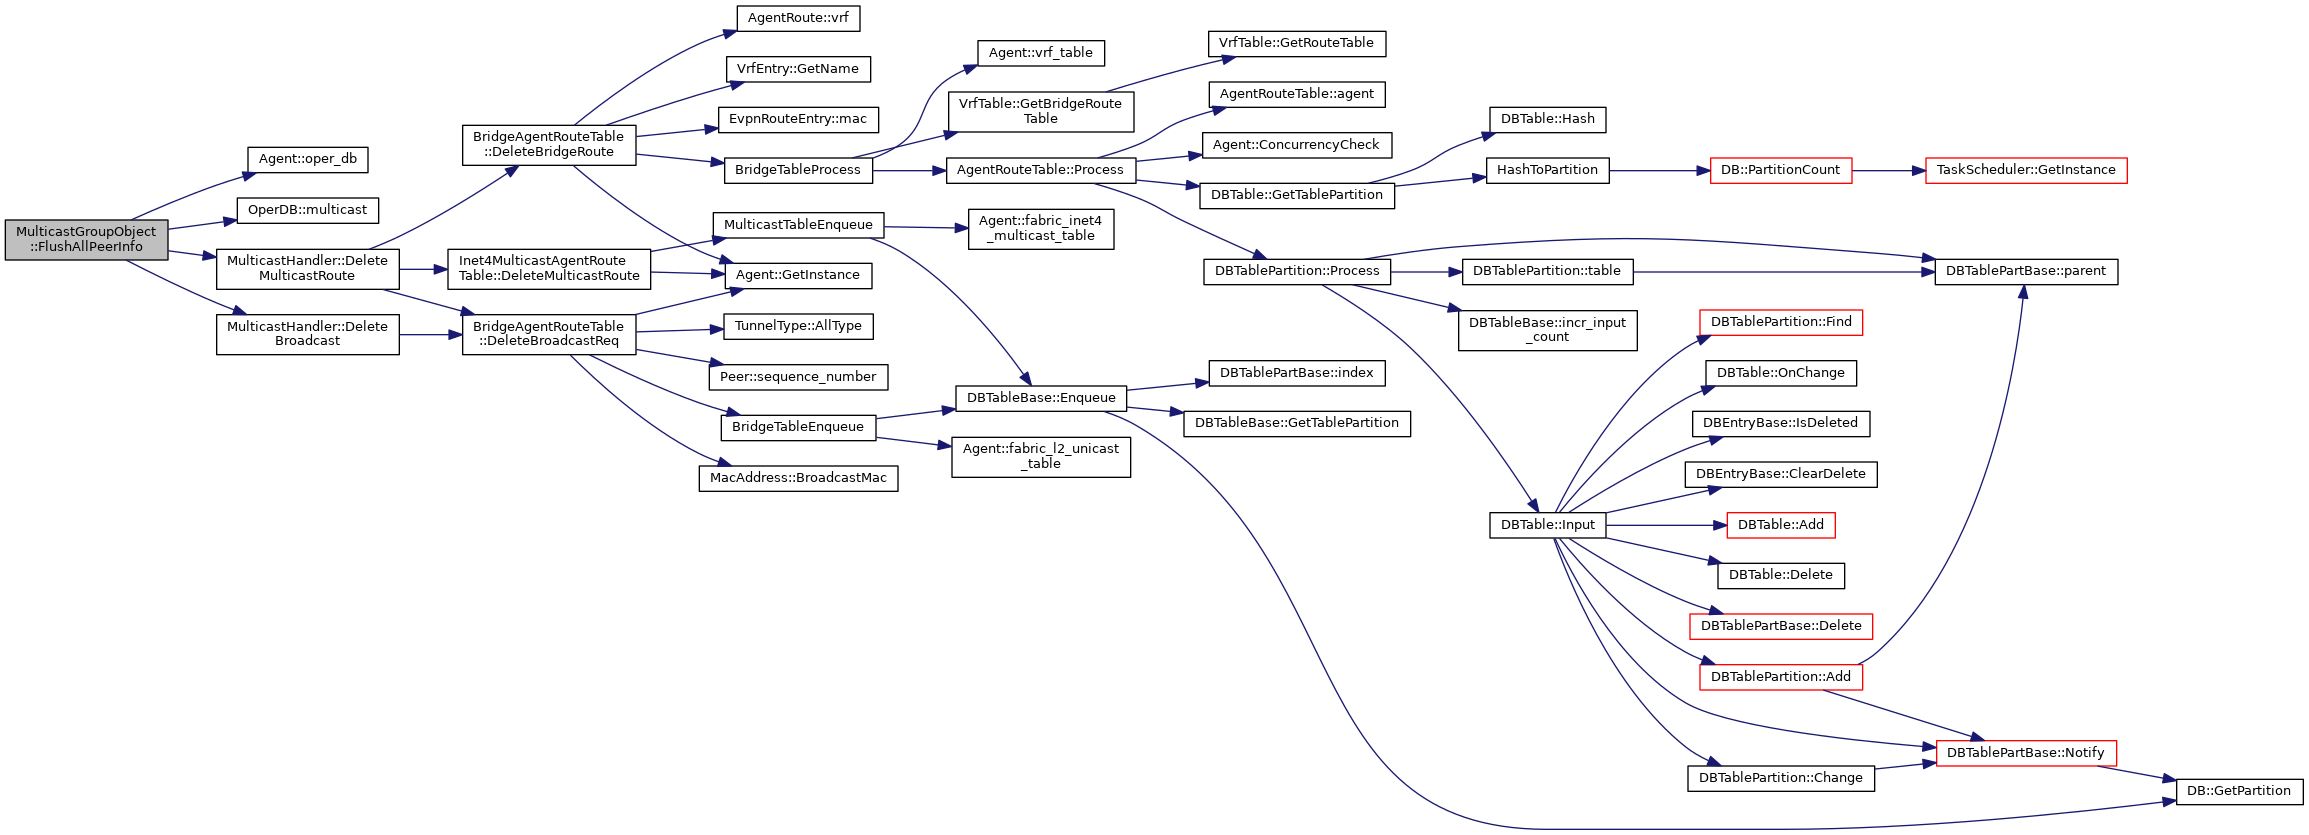 MulticastGroupObject
::FlushAllPeerInfo
Agent::oper_db
OperDB::multicast
MulticastHandler::Delete
MulticastRoute
MulticastHandler::Delete
Broadcast
BridgeAgentRouteTable
::DeleteBridgeRoute
Inet4MulticastAgentRoute
Table::DeleteMulticastRoute
BridgeAgentRouteTable
::DeleteBroadcastReq
AgentRoute::vrf
VrfEntry::GetName
EvpnRouteEntry::mac
BridgeTableProcess
MulticastTableEnqueue
Agent::GetInstance
TunnelType::AllType
Peer::sequence_number
BridgeTableEnqueue
MacAddress::BroadcastMac
Agent::vrf_table
VrfTable::GetBridgeRoute
Table
AgentRouteTable::Process
Agent::fabric_inet4
_multicast_table
DBTableBase::Enqueue
Agent::fabric_l2_unicast
_table
VrfTable::GetRouteTable
AgentRouteTable::agent
Agent::ConcurrencyCheck
DBTable::GetTablePartition
DBTablePartition::Process
DBTablePartBase::index
DBTableBase::GetTablePartition
DBTable::Hash
HashToPartition
DBTablePartition::table
DBTableBase::incr_input
_count
DBTable::Input
DB::PartitionCount
DBTablePartition::Find
DBTable::OnChange
DBEntryBase::IsDeleted
DBEntryBase::ClearDelete
DBTable::Add
DBTable::Delete
DBTablePartBase::Delete
DBTablePartition::Add
DBTablePartition::Change
TaskScheduler::GetInstance
DBTablePartBase::parent
DBTablePartBase::Notify
DB::GetPartition